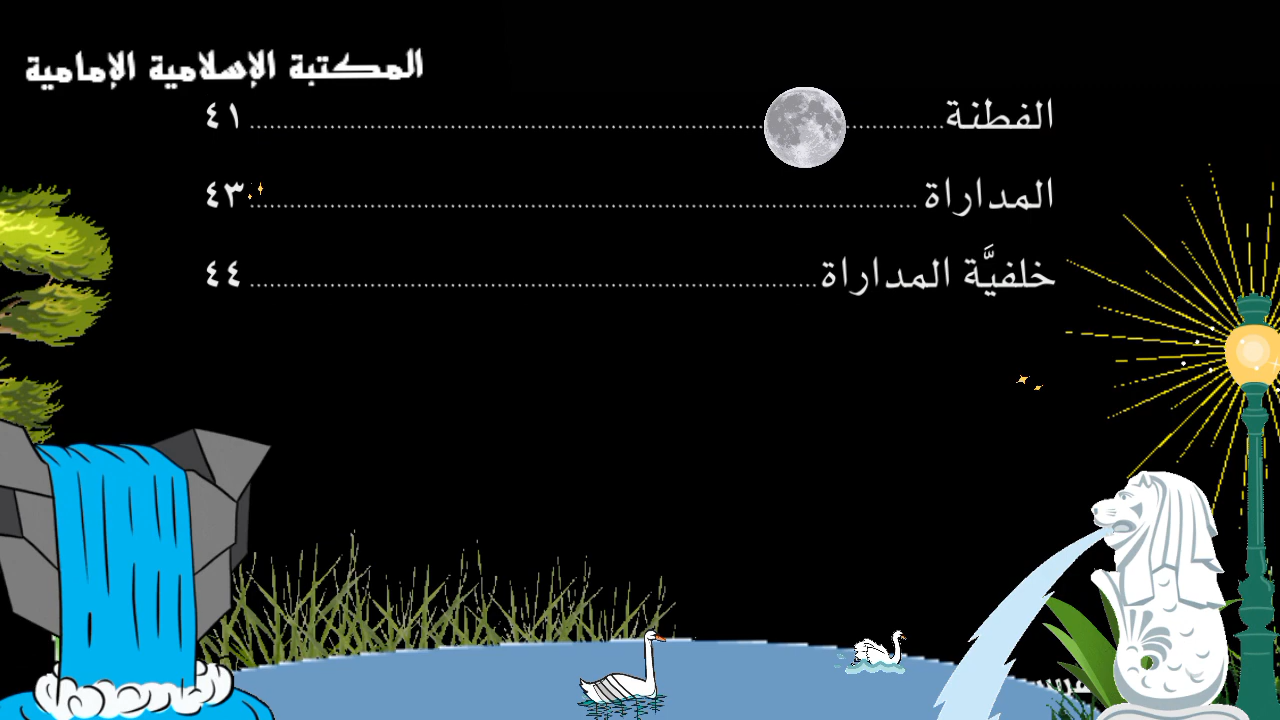 المكتبة الإسلامية الإمامية
الفطنة ................ ٤١
المداراة ................ ٤٣
خلفيَّة المداراة ................ ٤٤